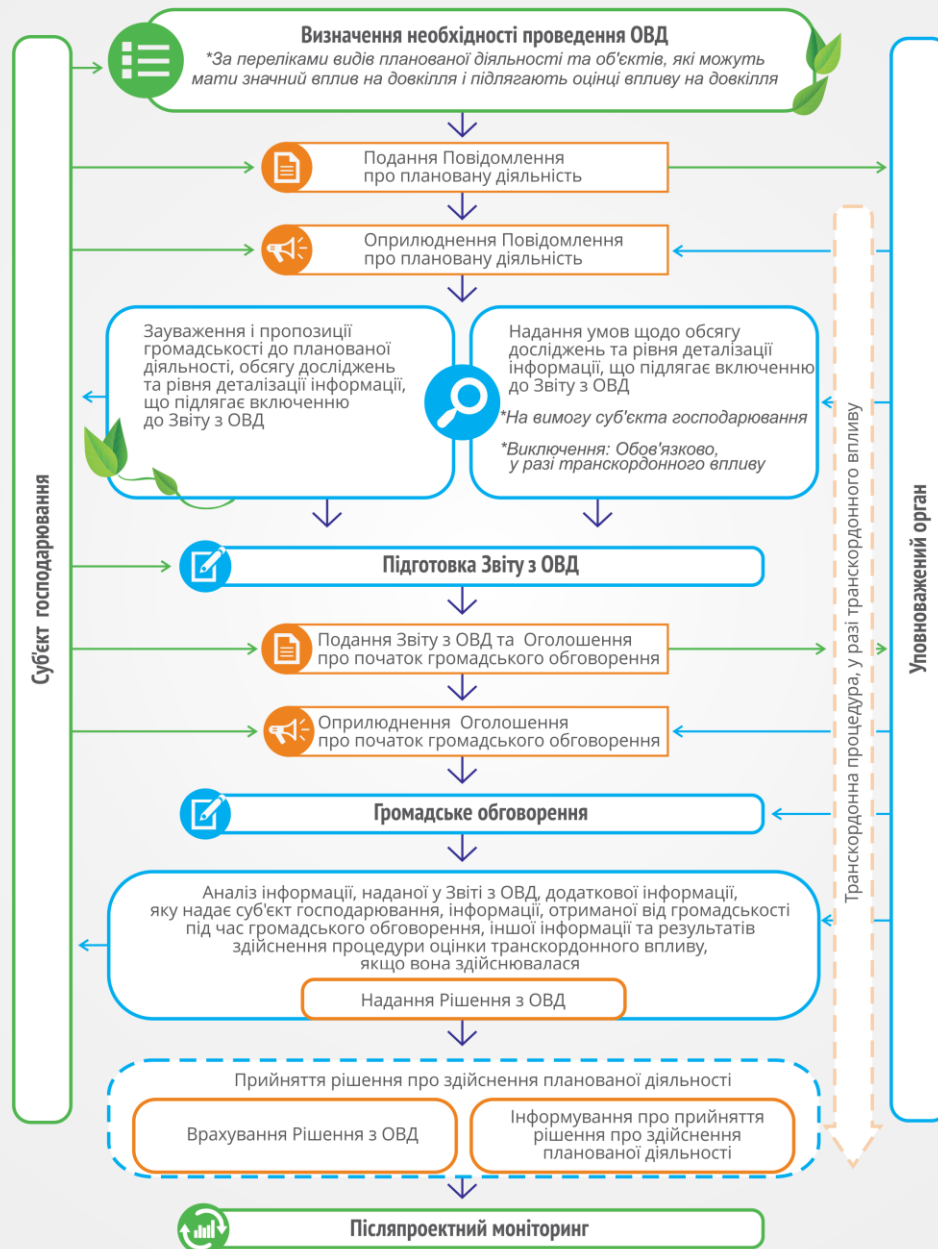 Визначення необхідності проведення ОВД
*За переліками видів планованої діяльності та об'єктів, які можуть
мати значний вплив на довкілля і підлягають оцінці впливу на довкілля
Подання Повідомлення
про плановану діяльність
Оприлюднення Повідомлення
про плановану діяльність
Зауваження і пропозиції
громадськості до планованої
діяльності, обсягу досліджень
та рівня деталізації інформації,
що підлягає включенню
до Звіту з ОВД
Надання умов щодо обсягу
досліджень та рівня деталізації
інформації, що підлягає включенню
до Звіту з ОВД
*На вимогу суб'єкта господарювання
*Виключення: Обов'язково,
у разі транскордонного впливу
Підготовка Звіту з ОВД
Подання Звіту з ОВД та Оголошення
про початок громадського обговорення
Оприлюднення Оголошення
про початок громадського обговорення
Громадське обговорення
Аналіз інформації, наданої у Звіті з ОВД, додаткової інформації,
яку надає суб'єкт господарювання, інформації, отриманої від громадськості
під час громадського обговорення, іншої інформації та результатів
здійснення процедури оцінки транскордонного впливу,
якщо вона здійснювалася
Надання Рішення з ОВД
Прийняття рішення про здійснення планованої діяльності
Врахування Рішення з ОВД
Інформування про прийняття
рішення про здійснення
планованої діяльності
Післяпроектний моніторинг
Суб'єкт господарювання
Транскордонна процедура, у разі транскордонного впливу
Уповноважений орган